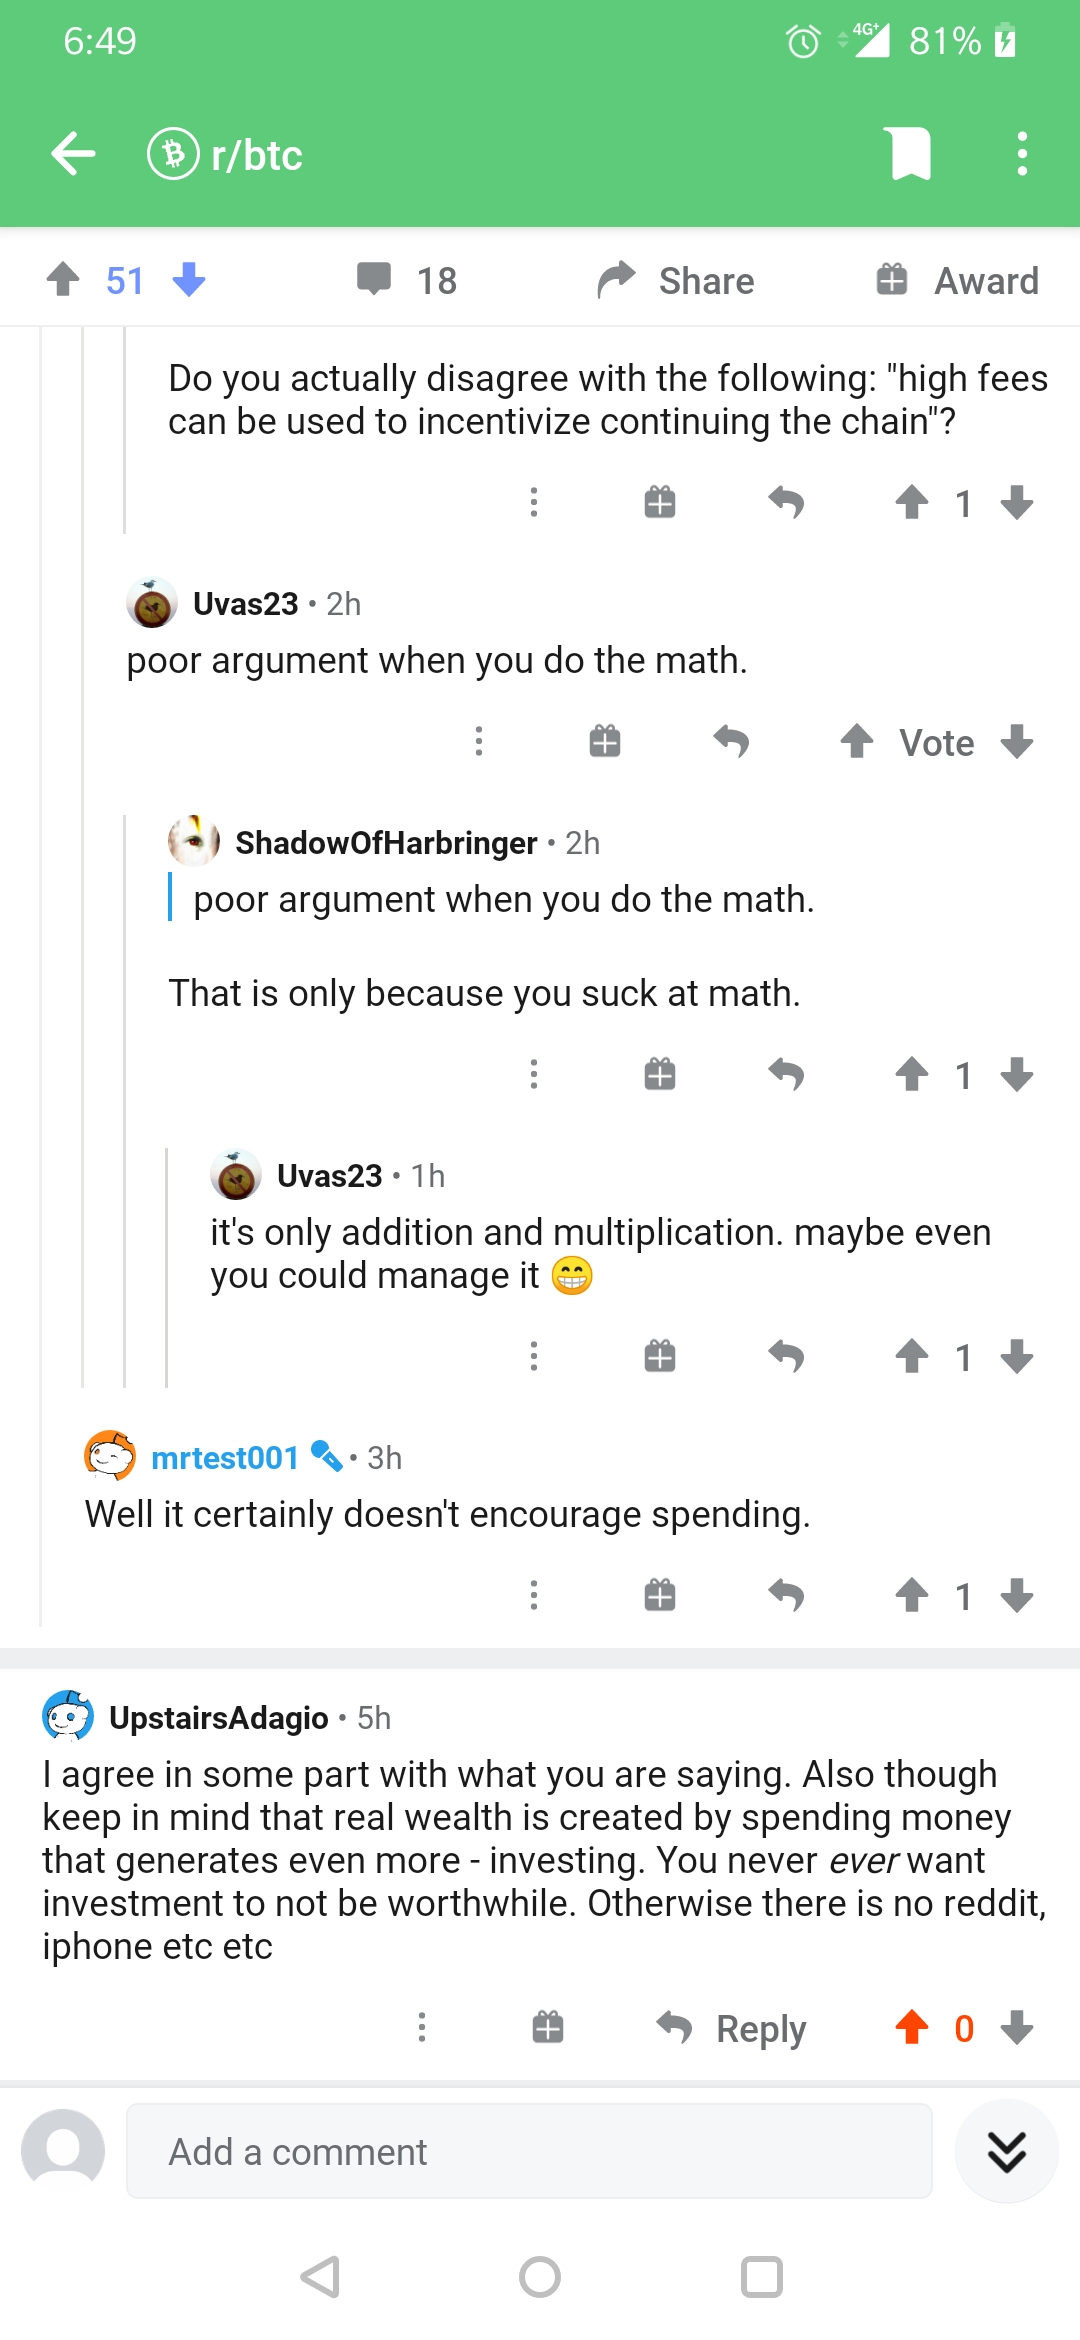 6:49
4G+ 81%
r/btc
51
18
Share
Award
Do you actually disagree with the following: "high fees
can be used to incentivize continuing the chain"?
1
Uvas23 • 2h
poor argument when you do the math.
Vote
ShadowOfHarbringer • 2h
poor argument when you do the math.
That is only because you suck at math.
1
Uvas23 • 1h
it's only addition and multiplication. maybe even
you could manage it 😁
1
mrtest001 • 3h
Well it certainly doesn't encourage spending.
1
UpstairsAdagio • 5h
I agree in some part with what you are saying. Also though
keep in mind that real wealth is created by spending money
that generates even more - investing. You never ever want
investment to not be worthwhile. Otherwise there is no reddit,
iphone etc etc
Reply
0
Add a comment